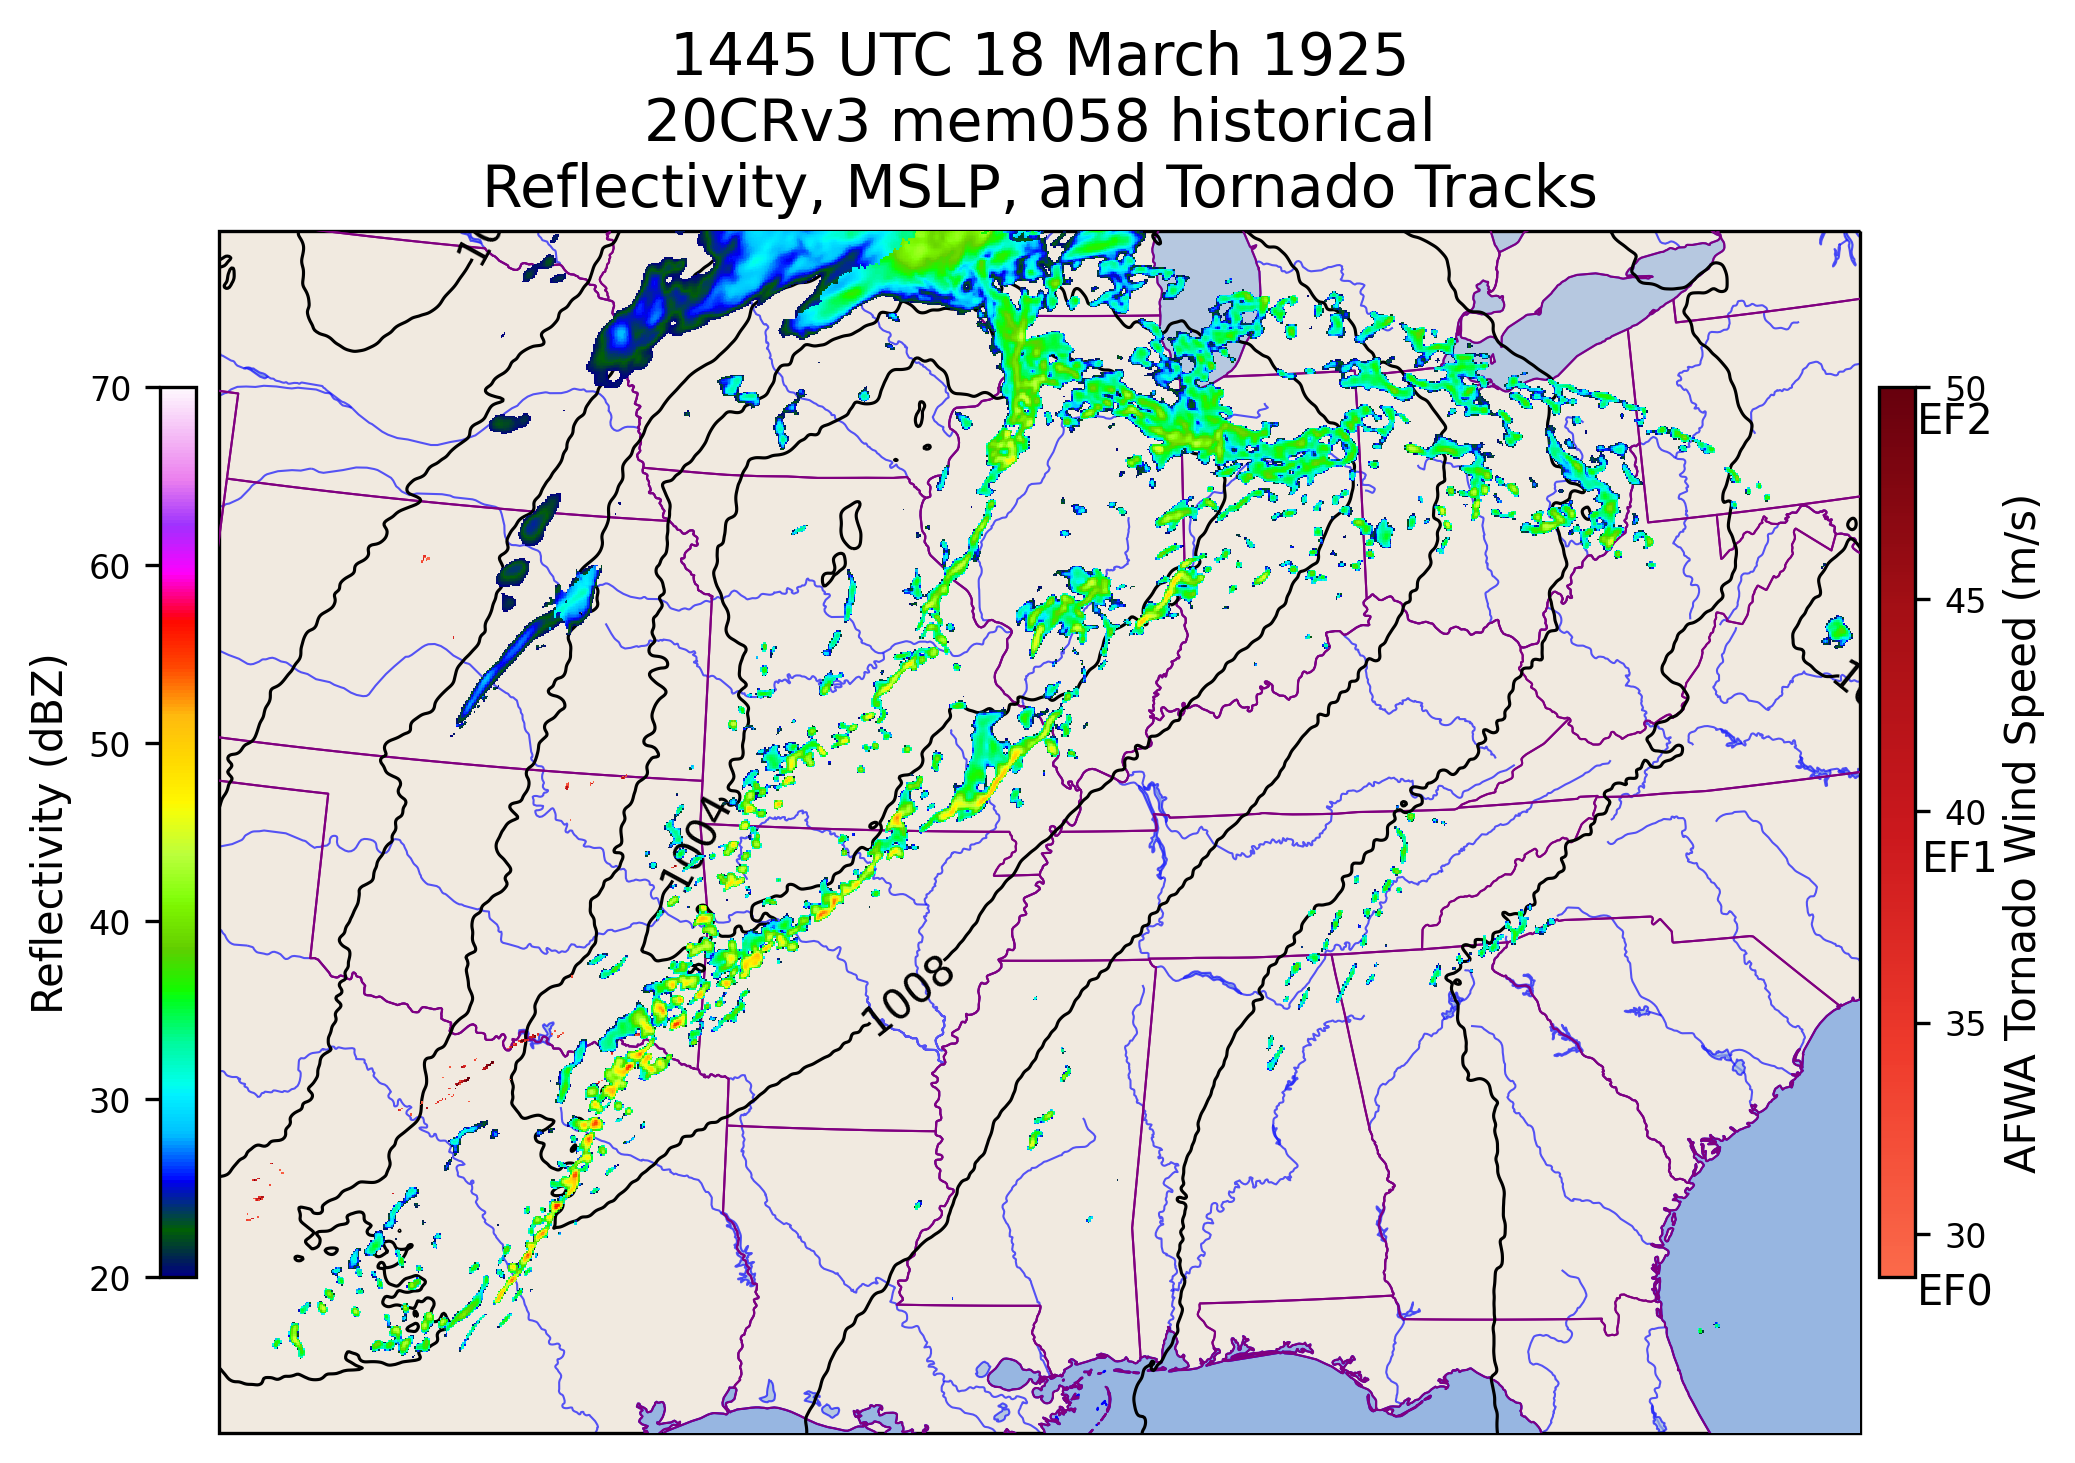 1445 UTC 18 March 1925
20CRv3 mem058 historical
Reflectivity, MSLP, and Tornado Tracks
Reflectivity (dBZ)
70
60
50
40
30
20
1004
1008
50
EF2
45
40
EF1
35
30
EF0
AFWA Tornado Wind Speed (m/s)